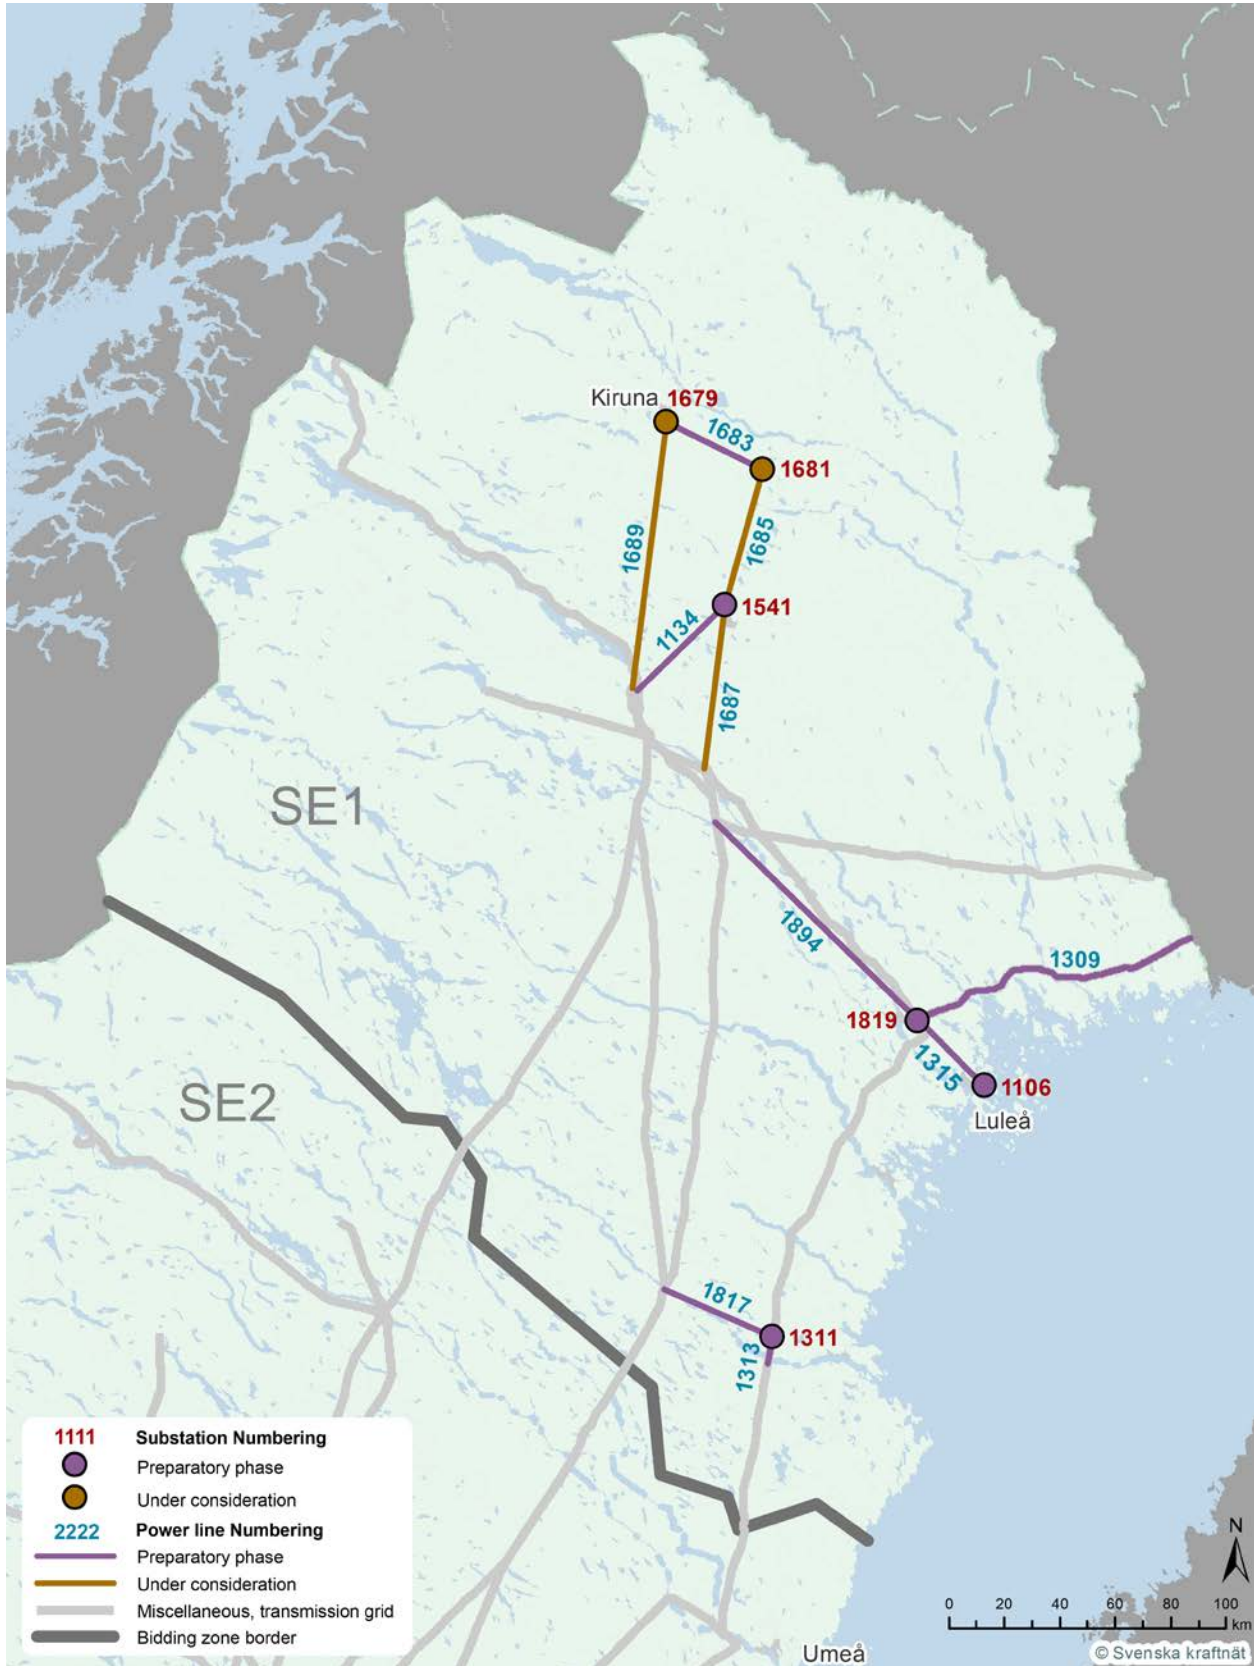 Kiruna 1679
1683
1681
1689
1685
1541
1134
1687
SE1
1894
1309
1819
1315
1106
Luleå
SE2
1817
1311
1313
1111 Substation Numbering
Preparatory phase
Under consideration
2222 Power line Numbering
Preparatory phase
Under consideration
Miscellaneous, transmission grid
Bidding zone border
N
0 20 40 60 80 100
km
Umeå
© Svenska kraftnät